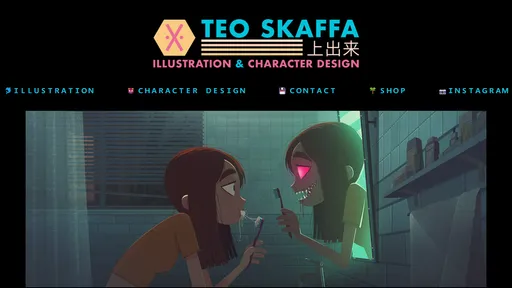 TEO SKAFFA
上出来
ILLUSTRATION & CHARACTER DESIGN
ILLUSTRATION CHARACTER DESIGN CONTACT SHOP INSTAGRAM